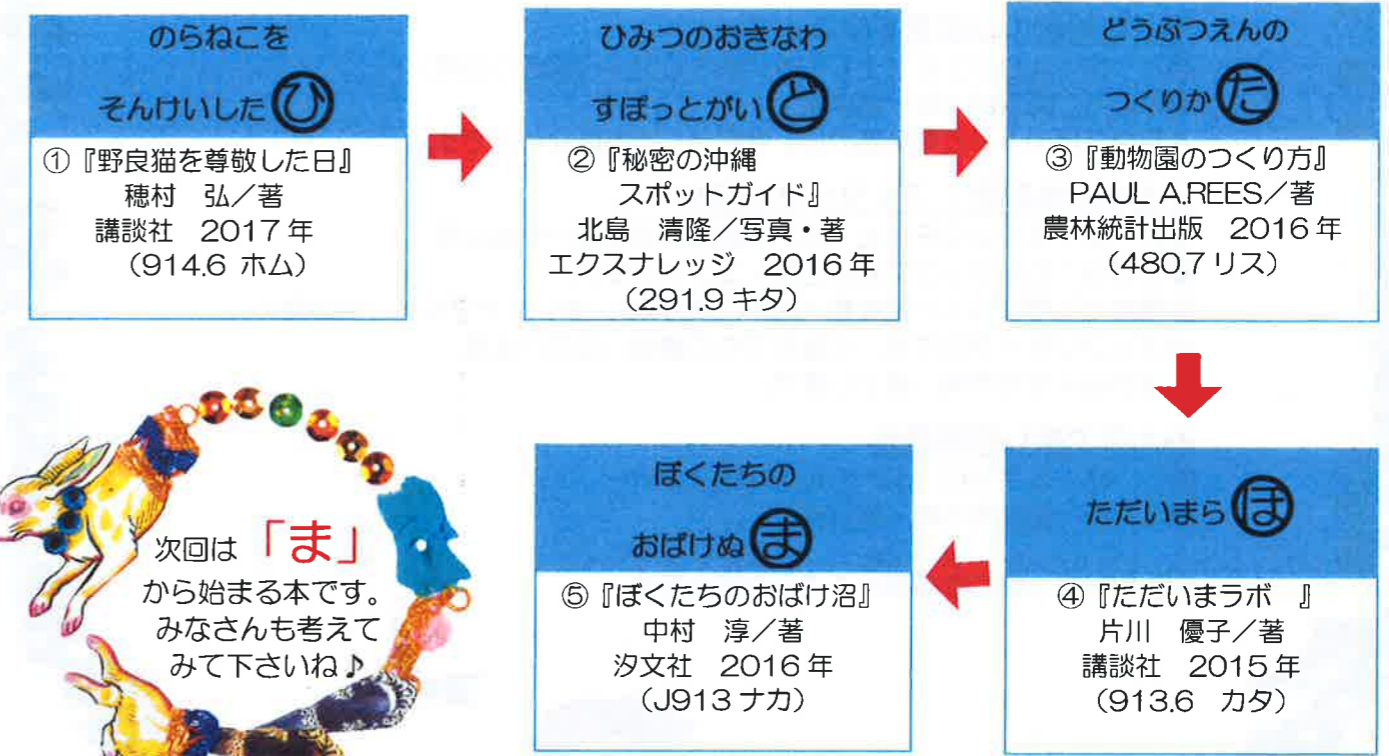 のらねこを
そんけいした ひ
①『野良猫を尊敬した日』
穂村 弘/著
講談社 2017年
(914.6 ホム)
ひみつのおきなわ
すぽっとがい ど
②『秘密の沖縄
スポットガイド』
北島 清隆/写真・著
エクスナレッジ 2016年
(291.9 キタ)
どうぶつえんの
つくりか た
③『動物園のつくり方』
PAUL A.REES/著
農林統計出版 2016年
(480.7 リス)
ただいまら ぼ
④『ただいまラボ 』
片川 優子/著
講談社 2015年
(913.6 カタ)
ぼくたちの
おばけぬ ま
⑤『ぼくたちのおばけ沼』
中村 淳/著
汐文社 2016年
(J913 ナカ)
次回は「ま」
から始まる本です。
みなさんも考えて
みて下さいね♪